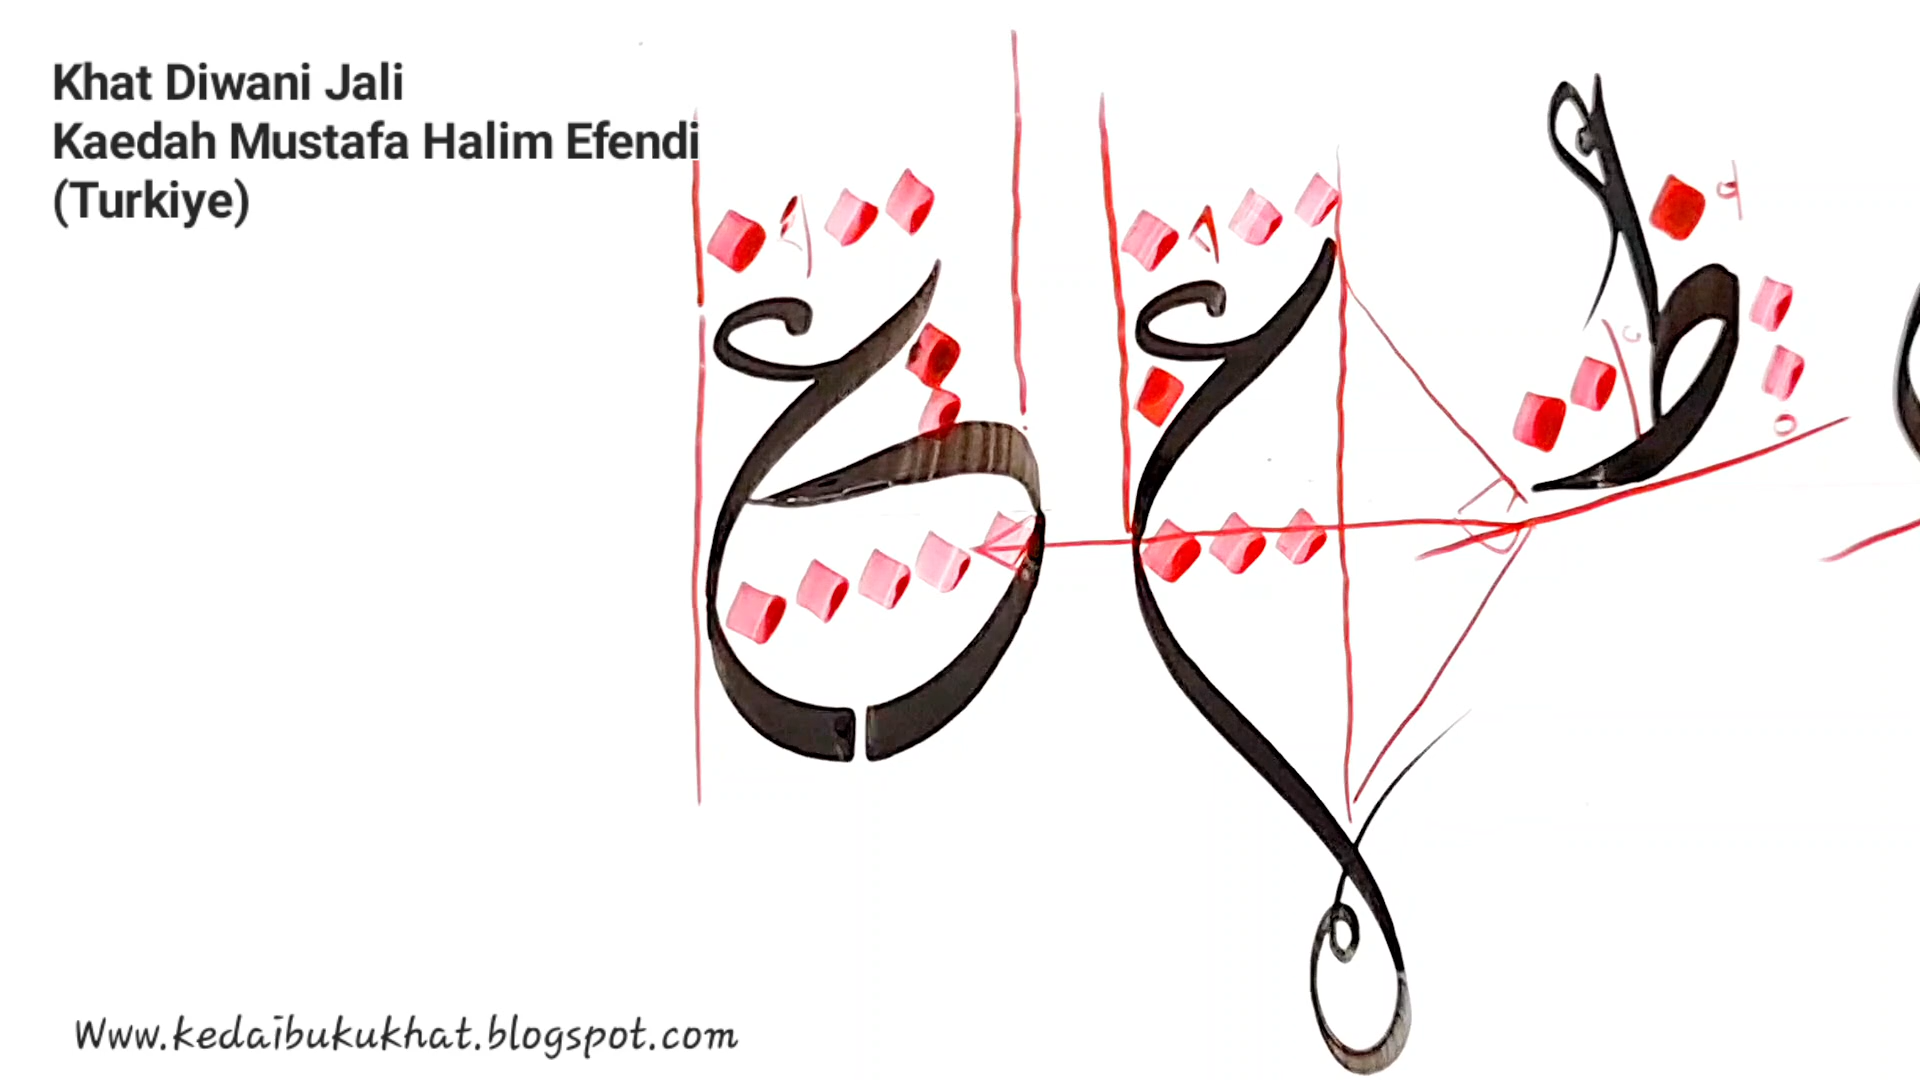 Khat Diwani Jali
Kaedah Mustafa Halim Efendi
(Turkiye)
ط ع ع
Www.kedaibukukhat.blogspot.com